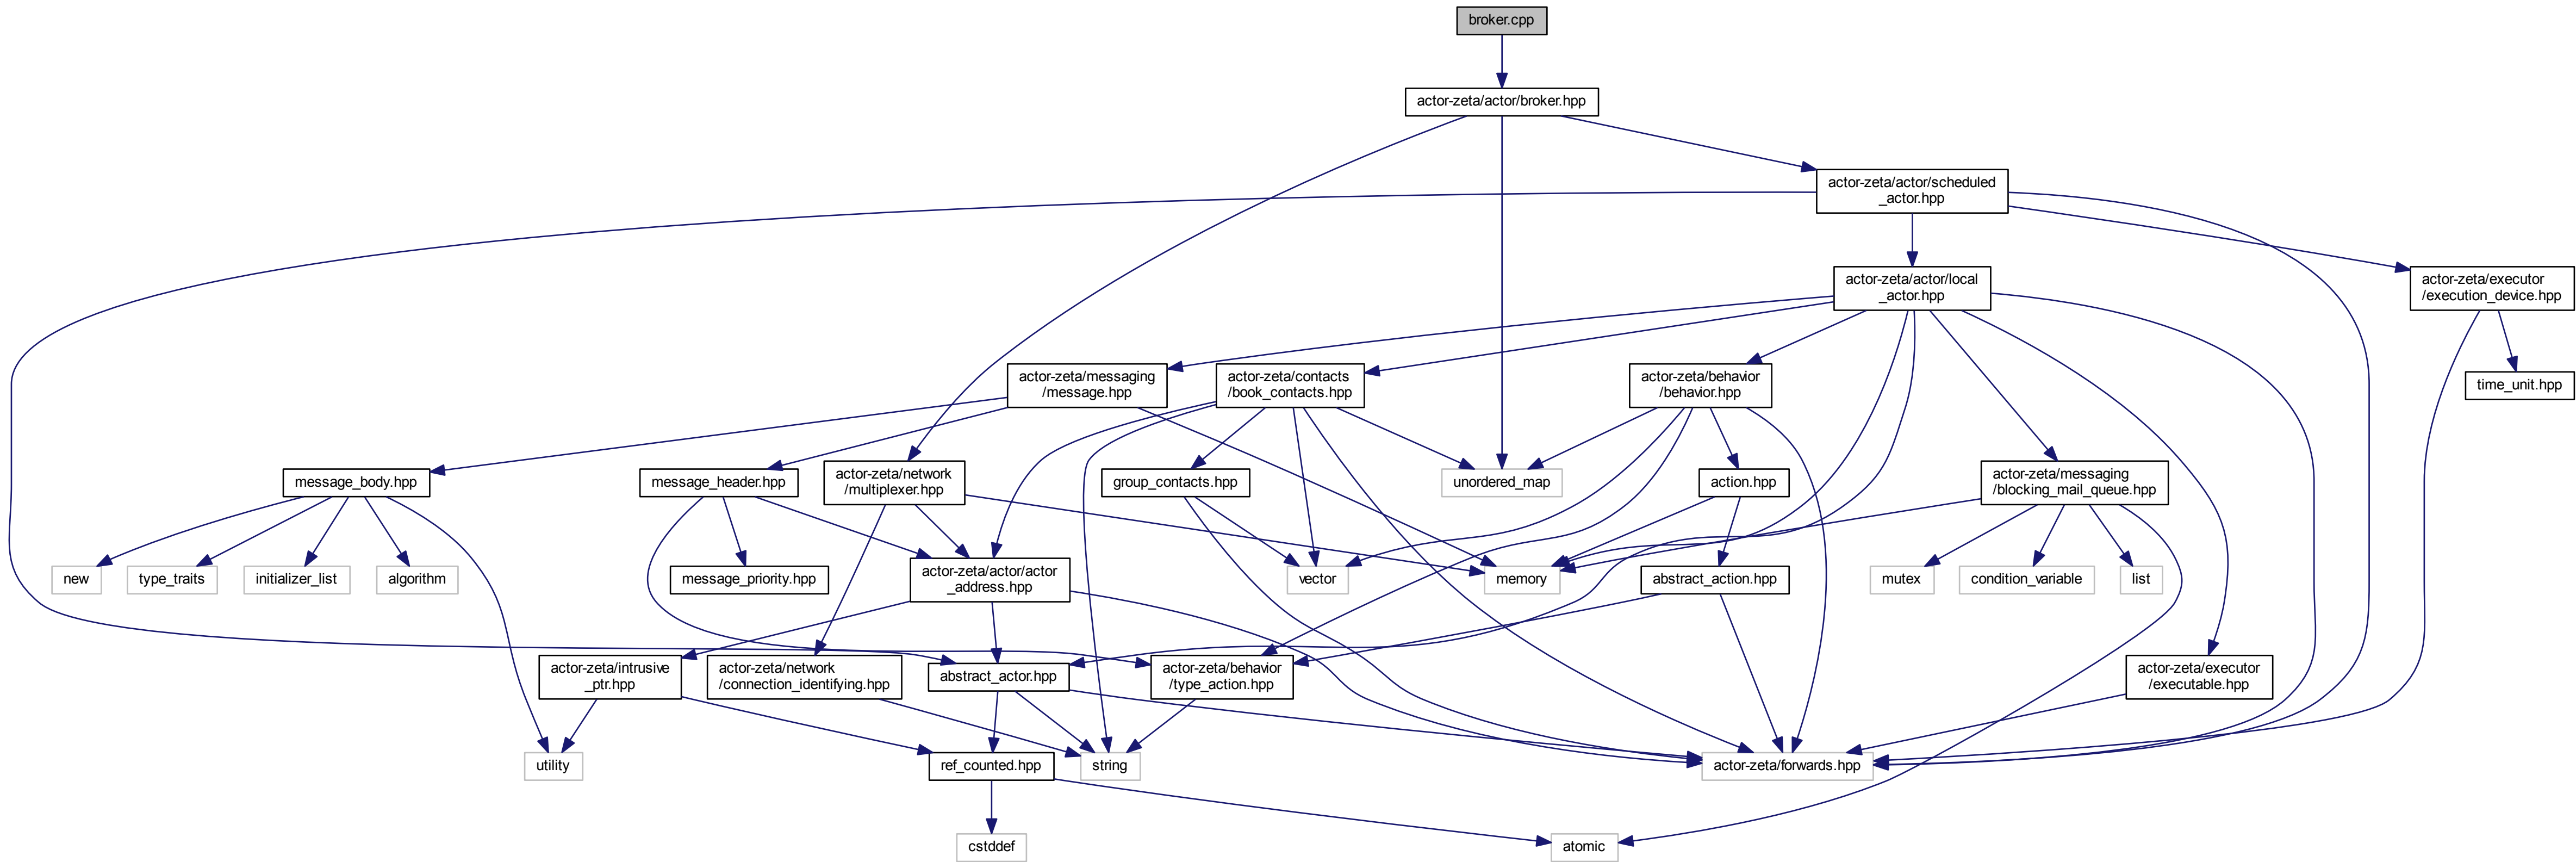 broker.cpp
actor-zeta/actor/broker.hpp
actor-zeta/actor/scheduled
_actor.hpp
actor-zeta/actor/local
_actor.hpp
actor-zeta/executor
/execution_device.hpp
actor-zeta/messaging
/message.hpp
actor-zeta/contacts
/book_contacts.hpp
actor-zeta/behavior
/behavior.hpp
time_unit.hpp
message_body.hpp
message_header.hpp
actor-zeta/network
/multiplexer.hpp
group_contacts.hpp
unordered_map
action.hpp
actor-zeta/messaging
/blocking_mail_queue.hpp
new
type_traits
initializer_list
algorithm
message_priority.hpp
actor-zeta/actor/actor
_address.hpp
vector
memory
abstract_action.hpp
mutex
condition_variable
list
actor-zeta/intrusive
_ptr.hpp
actor-zeta/network
/connection_identifying.hpp
abstract_actor.hpp
actor-zeta/behavior
/type_action.hpp
actor-zeta/executor
/executable.hpp
utility
ref_counted.hpp
string
actor-zeta/forwards.hpp
cstddef
atomic